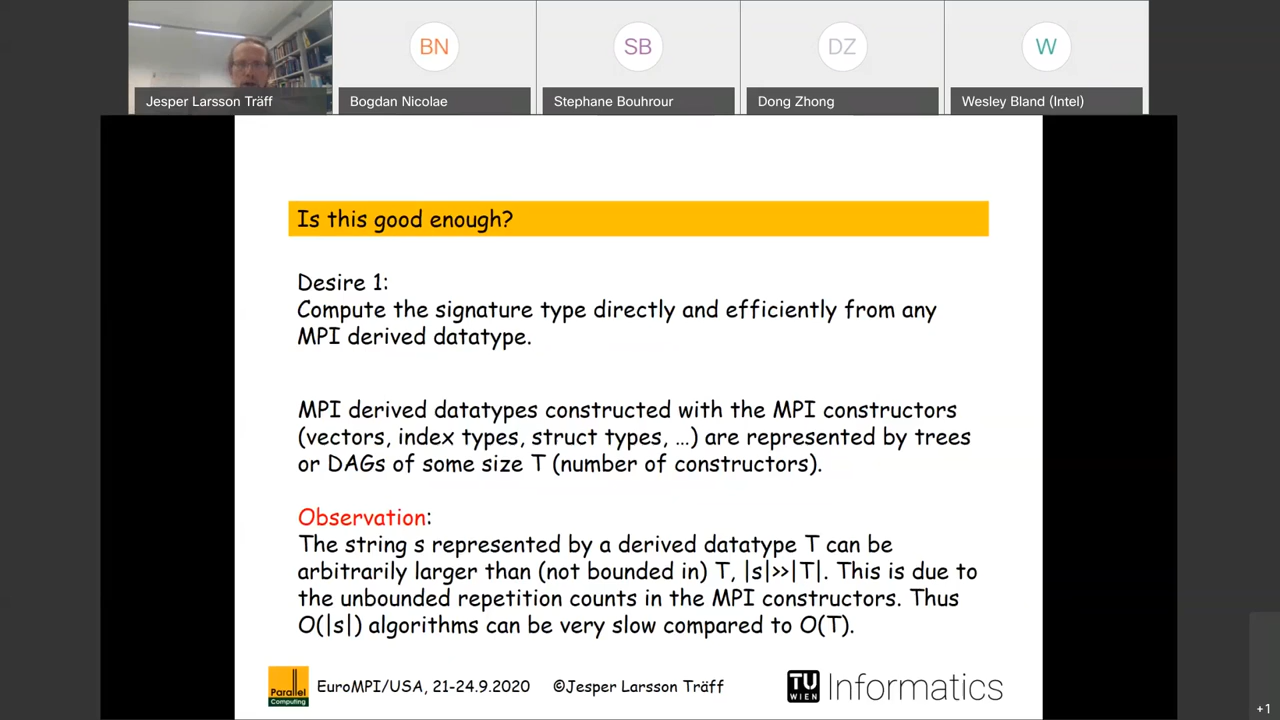 BN
SB
DZ
W
Jesper Larsson Träff
Bogdan Nicolae
Stephane Bouhrour
Dong Zhong
Wesley Bland (Intel)
Is this good enough?
Desire 1:
Compute the signature type directly and efficiently from any
MPI derived datatype.
MPI derived datatypes constructed with the MPI constructors
(vectors, index types, struct types, …) are represented by trees
or DAGs of some size T (number of constructors).
Observation:
The string s represented by a derived datatype T can be
arbitrarily larger than (not bounded in) T, |s|>>|T|. This is due to
the unbounded repetition counts in the MPI constructors. Thus
O(|s|) algorithms can be very slow compared to O(T).
Parallel
Computing
EuroMPI/USA, 21-24.9.2020 ©Jesper Larsson Träff
TU
WIEN
Informatics
+1